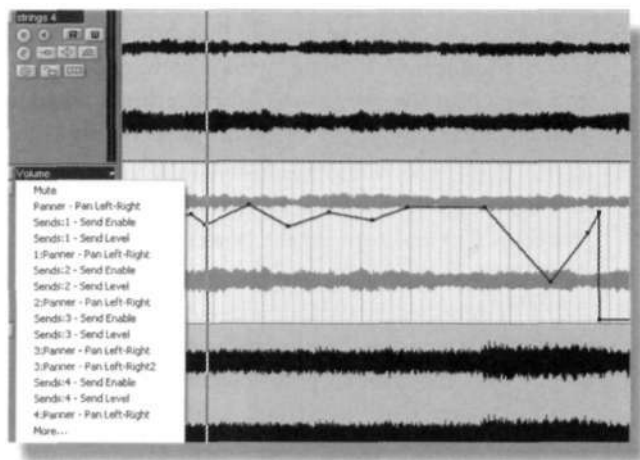 strings 4
Volume
Mute
Panner - Pan Left-Right
Sends:1 - Send Enable
Sends:1 - Send Level
1:Panner - Pan Left-Right
Sends:2 - Send Enable
Sends:2 - Send Level
2:Panner - Pan Left-Right
Sends:3 - Send Enable
Sends:3 - Send Level
3:Panner - Pan Left-Right
3:Panner - Pan Left-Right2
Sends:4 - Send Enable
Sends:4 - Send Level
4:Panner - Pan Left-Right
More...